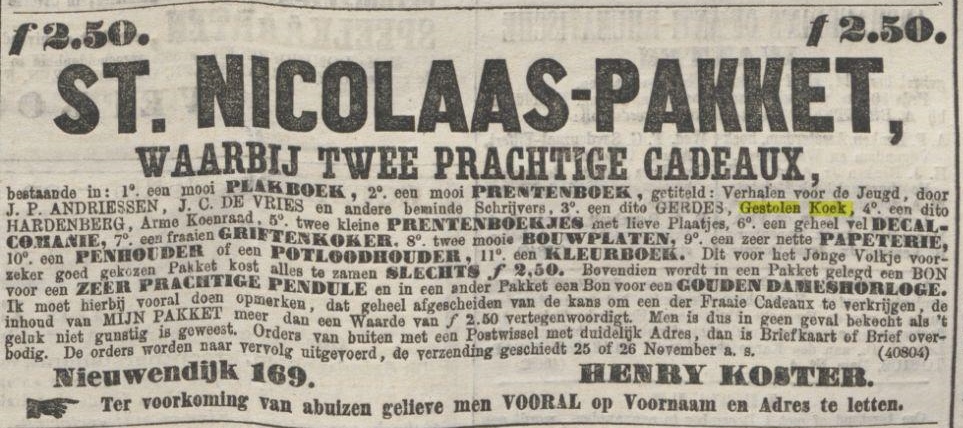 f 2.50. f 2.50.
ST. NICOLAAS-PAKKET,
WAARBIJ TWEE PRACHTIGE CADEAUX,
bestaande in: 1°. een mooi PLAKBOEK, 2°. een mooi PRENTENBOEK, getiteld: Verhalen voor de Jeugd, door
J. P. ANDRIESSEN, J. C. DE VRIES en andere beminde Schrijvers, 3°. een dito GERDES, Gestolen Koek, 4°. een dito
HARDENBERG, Arme Koenraad, 5°. twee kleine PRENTENBOEKJES met lieve Plaatjes, 6°. een geheel vel DECAL-
COMANIE, 7°. een fraaien GRIFTENKOKER, 8°. twee mooie BOUWPLATEN, 9°. een zeer nette PAPETERIE,
10°. een PENHOUDER of een POTLOODHOUDER, 11°. een KLEURBOEK. Dit voor het Jonge Volkje voor-
zeker goed gekozen Pakket kost alles te zamen SLECHTS f 2.50. Bovendien wordt in een Pakket gelegd een BON
voor een ZEER PRACHTIGE PENDULE en in een ander Pakket een Bon voor een GOUDEN DAMESHORLOGE.
Ik moet hierbij vooral doen opmerken, dat geheel afgescheiden van de kans om een der Fraaie Cadeaux te verkrijgen, de
inhoud van MIJN PAKKET meer dan een Waarde van f 2.50 vertegenwoordigt. Men is dus in geen geval bekocht als 't
geluk niet gunstig is geweest. Orders van buiten met een Postwissel met duidelijk Adres, dan is Briefkaart of Brief over-
bodig. De orders worden naar vervolg uitgevoerd, de verzending geschiedt 25 of 26 November a. s. (40804)
Nieuwendijk 169. HENRY KOSTER.
Ter voorkoming van abuizen gelieve men VOORAL op Voornaam en Adres te letten.